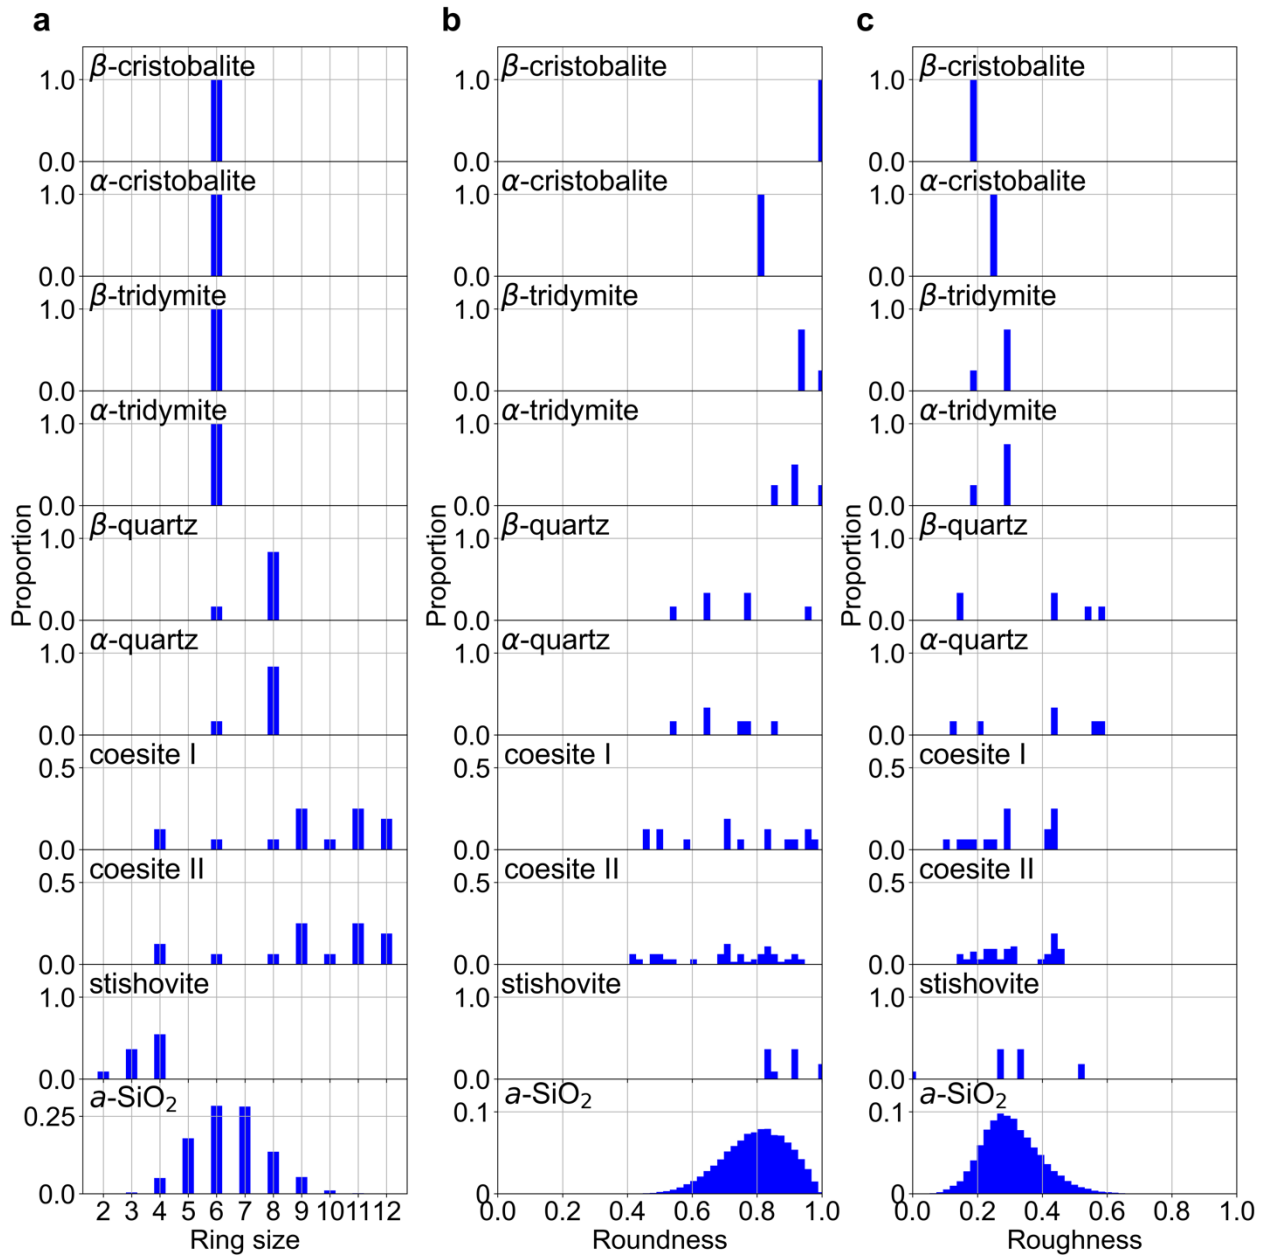 a
β-cristobalite
1.0
0.0
α-cristobalite
1.0
0.0
β-tridymite
1.0
0.0
α-tridymite
1.0
0.0
β-quartz
1.0
0.0
α-quartz
1.0
0.0
coesite I
0.5
0.0
coesite II
0.5
0.0
stishovite
1.0
0.0
a-SiO₂
0.25
0.0
2 3 4 5 6 7 8 9 10 11 12
Ring size
Proportion
b
β-cristobalite
1.0
0.0
α-cristobalite
1.0
0.0
β-tridymite
1.0
0.0
α-tridymite
1.0
0.0
β-quartz
1.0
0.0
α-quartz
1.0
0.0
coesite I
0.5
0.0
coesite II
0.5
0.0
stishovite
1.0
0.0
a-SiO₂
0.1
0
0.0 0.2 0.4 0.6 0.8 1.0
Roundness
Proportion
c
β-cristobalite
1.0
0.0
α-cristobalite
1.0
0.0
β-tridymite
1.0
0.0
α-tridymite
1.0
0.0
β-quartz
1.0
0.0
α-quartz
1.0
0.0
coesite I
0.5
0.0
coesite II
0.5
0.0
stishovite
1.0
0.0
a-SiO₂
0.1
0
0.0 0.2 0.4 0.6 0.8 1.0
Roughness
Proportion